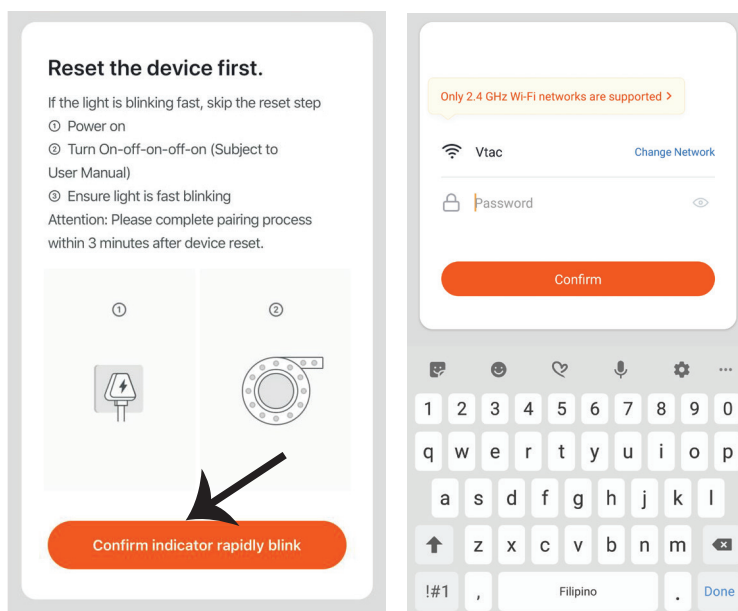 Reset the device first.
If the light is blinking fast, skip the reset step
① Power on
② Turn On-off-on-off-on (Subject to
User Manual)
③ Ensure light is fast blinking
Attention: Please complete pairing process
within 3 minutes after device reset.
①
②
Confirm indicator rapidly blink
Only 2.4 GHz Wi-Fi networks are supported >
Vtac Change Network
Password
Confirm
1 2 3 4 5 6 7 8 9 0
q w e r t y u i o p
a s d f g h j k l
z x c v b n m
!#1 , Filipino . Done